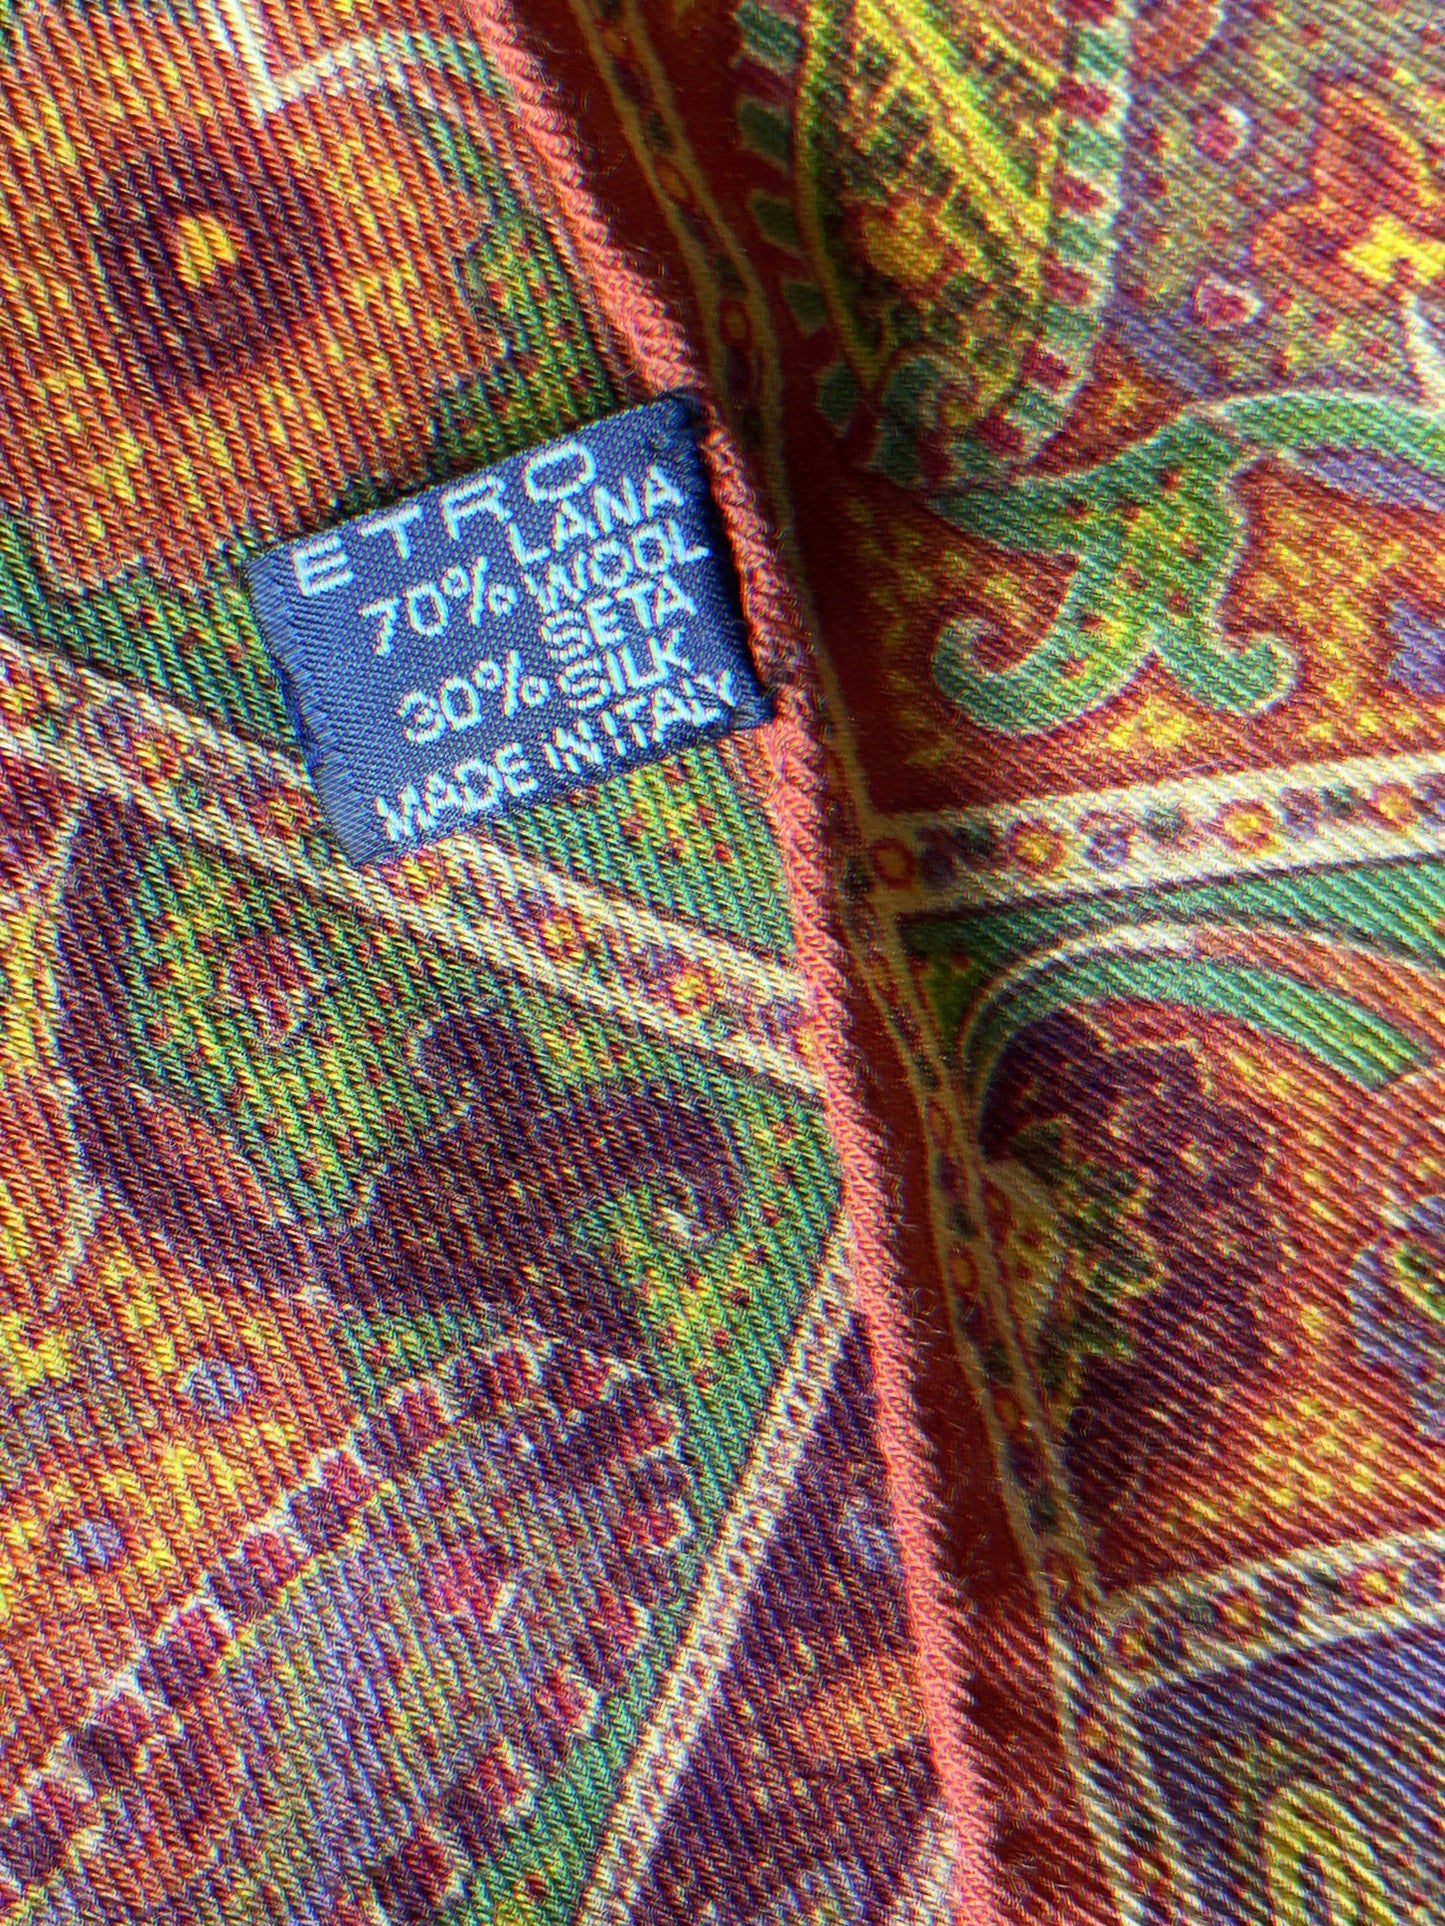 ETRO
70% LANA
WOOL
30% SETA
SILK
MADE IN ITALY